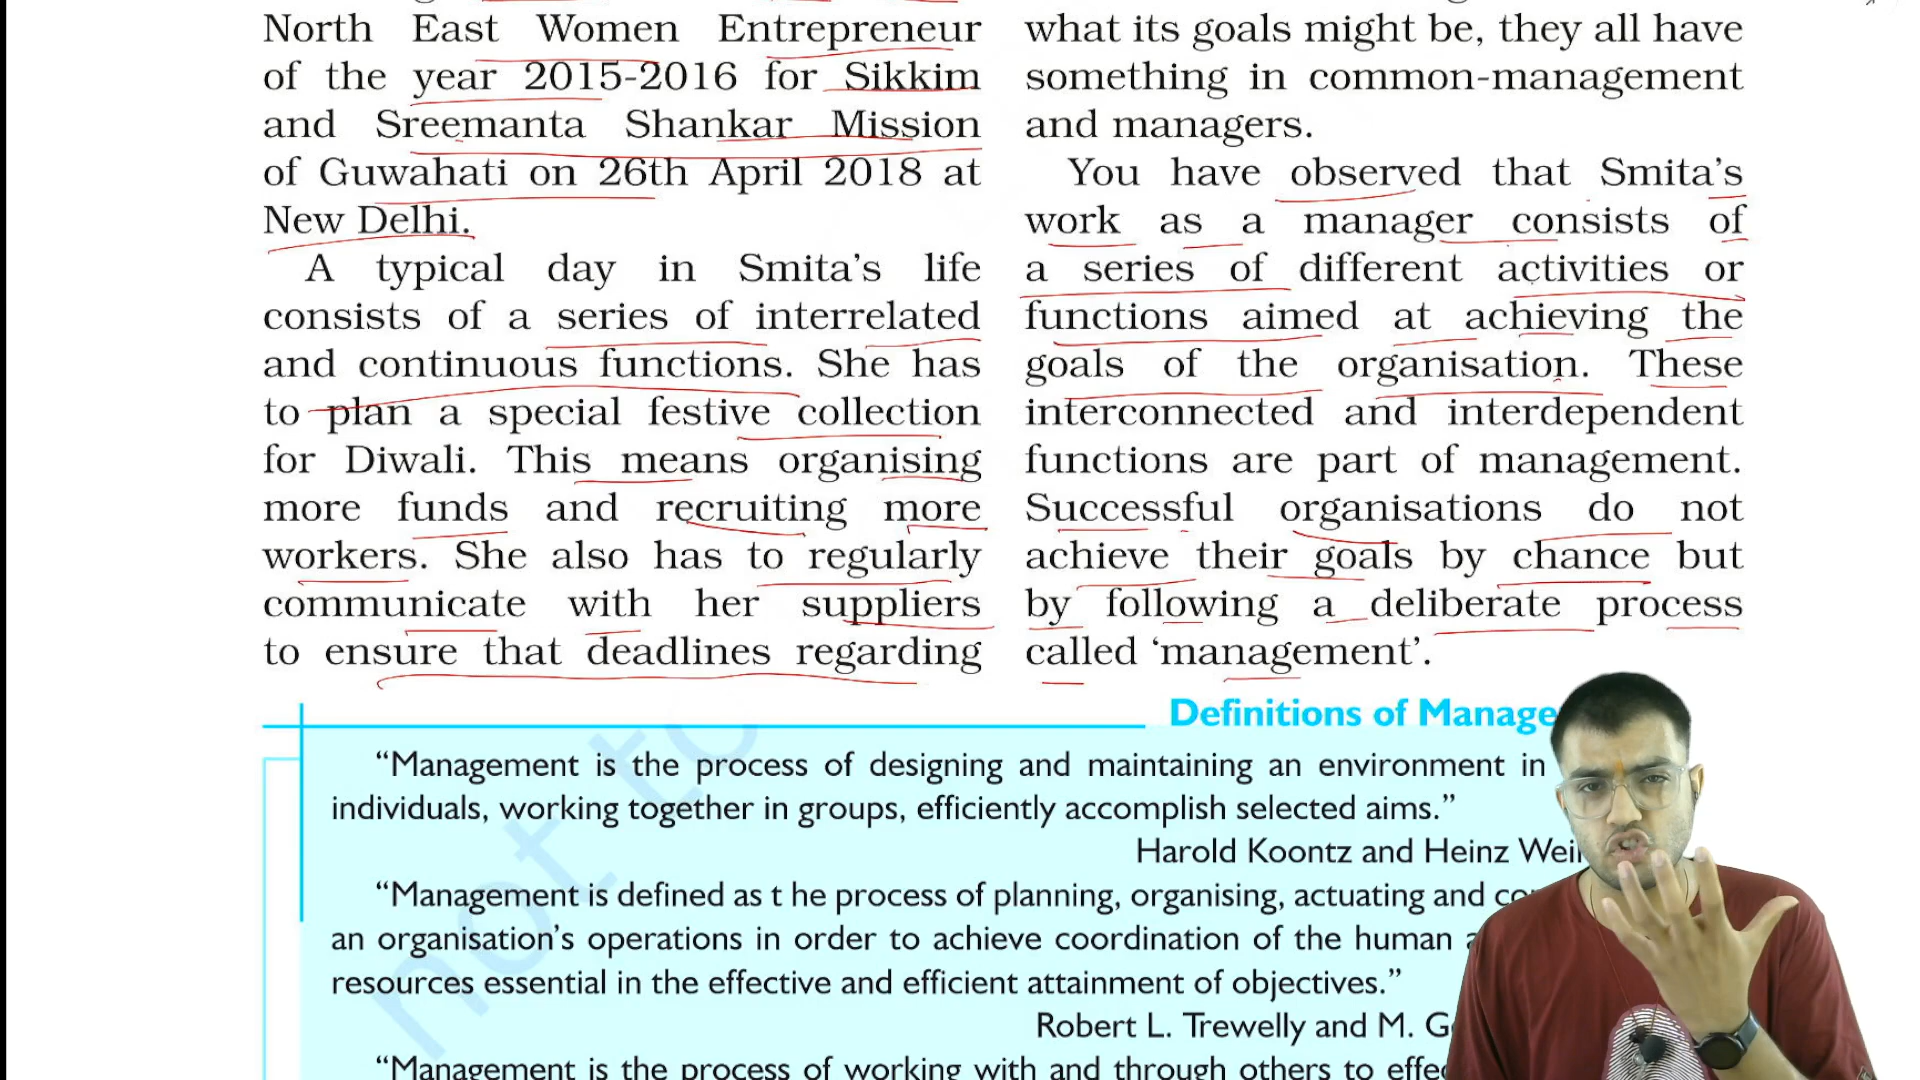 North East Women Entrepreneur
of the year 2015-2016 for Sikkim
and Sreemanta Shankar Mission
of Guwahati on 26th April 2018 at
New Delhi.
A typical day in Smita’s life
consists of a series of interrelated
and continuous functions. She has
to plan a special festive collection
for Diwali. This means organising
more funds and recruiting more
workers. She also has to regularly
communicate with her suppliers
to ensure that deadlines regarding
what its goals might be, they all have
something in common-management
and managers.
You have observed that Smita’s
work as a manager consists of
a series of different activities or
functions aimed at achieving the
goals of the organisation. These
interconnected and interdependent
functions are part of management.
Successful organisations do not
achieve their goals by chance but
by following a deliberate process
called ‘management’.
Definitions of Manage
“Management is the process of designing and maintaining an environment in
individuals, working together in groups, efficiently accomplish selected aims.”
Harold Koontz and Heinz Wei
“Management is defined as t he process of planning, organising, actuating and co
an organisation’s operations in order to achieve coordination of the human
resources essential in the effective and efficient attainment of objectives.”
Robert L. Trewelly and M. G
“Management is the process of working with and through others to effec
not to